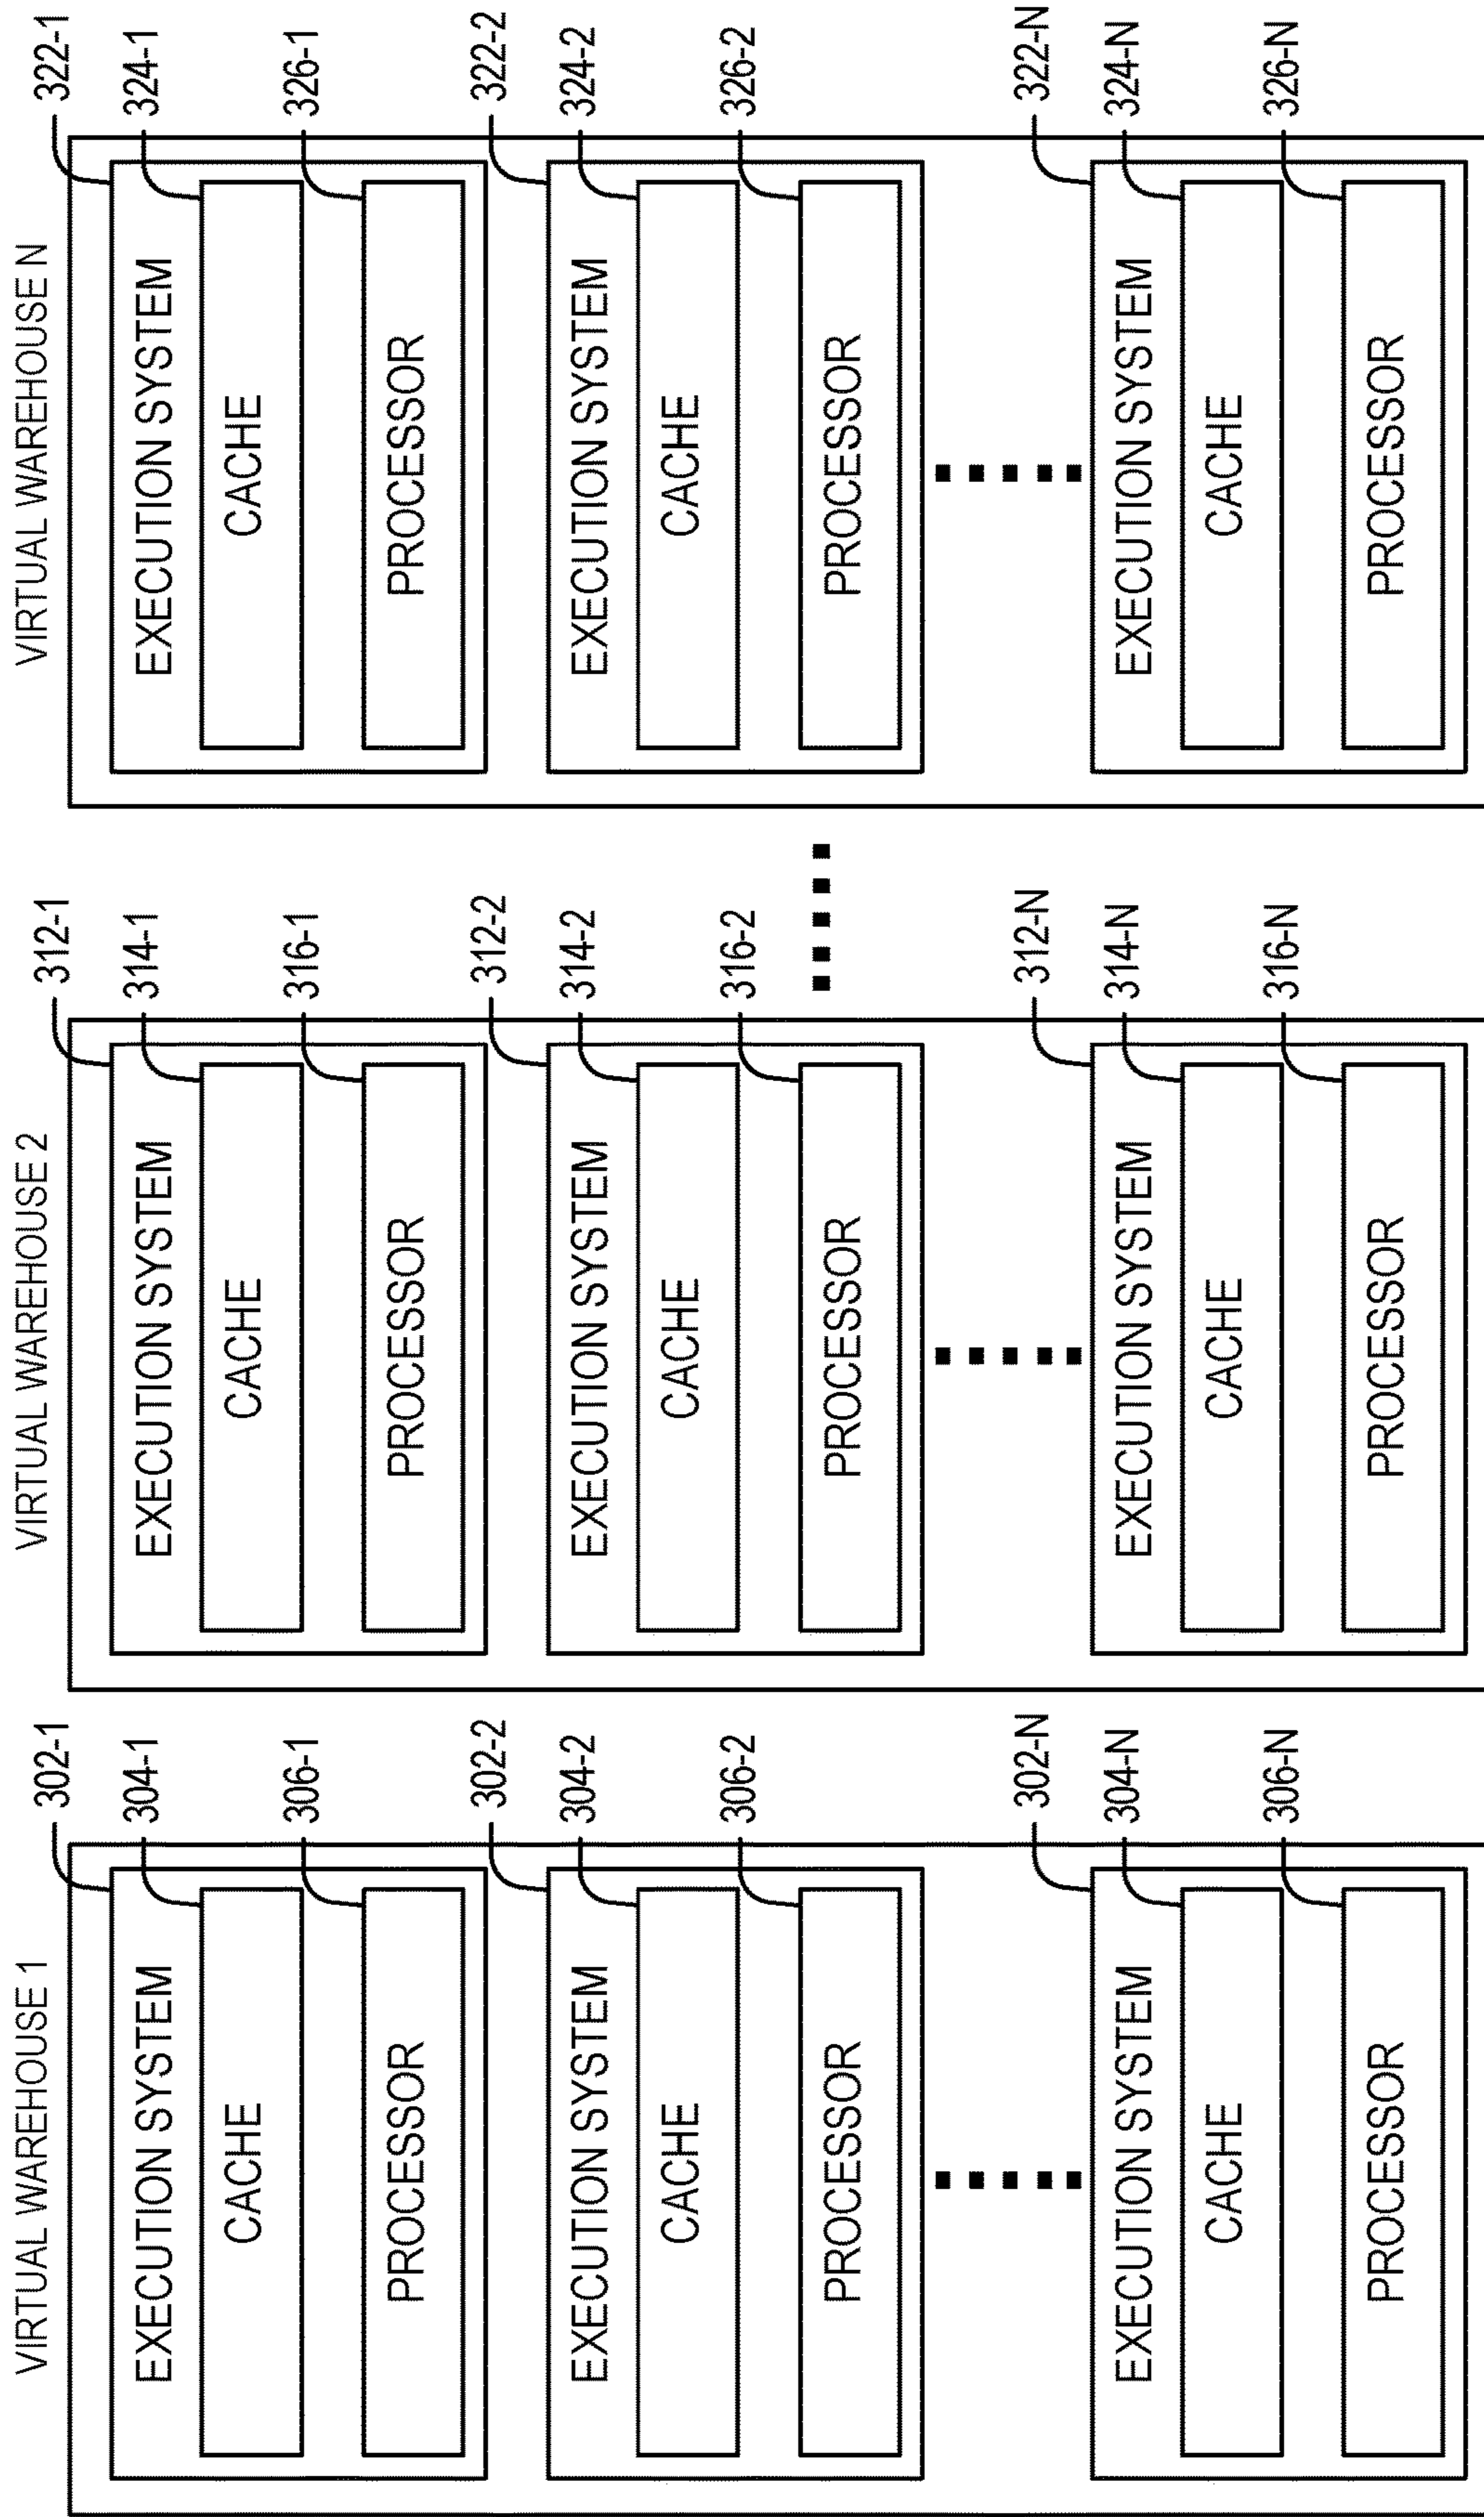 VIRTUAL WAREHOUSE 1
302-1
EXECUTION SYSTEM
304-1
CACHE
306-1
PROCESSOR
302-2
EXECUTION SYSTEM
304-2
CACHE
306-2
PROCESSOR
302-N
EXECUTION SYSTEM
304-N
CACHE
306-N
PROCESSOR
VIRTUAL WAREHOUSE 2
312-1
EXECUTION SYSTEM
314-1
CACHE
316-1
PROCESSOR
312-2
EXECUTION SYSTEM
314-2
CACHE
316-2
PROCESSOR
312-N
EXECUTION SYSTEM
314-N
CACHE
316-N
PROCESSOR
VIRTUAL WAREHOUSE N
322-1
EXECUTION SYSTEM
324-1
CACHE
326-1
PROCESSOR
322-2
EXECUTION SYSTEM
324-2
CACHE
326-2
PROCESSOR
322-N
EXECUTION SYSTEM
324-N
CACHE
326-N
PROCESSOR